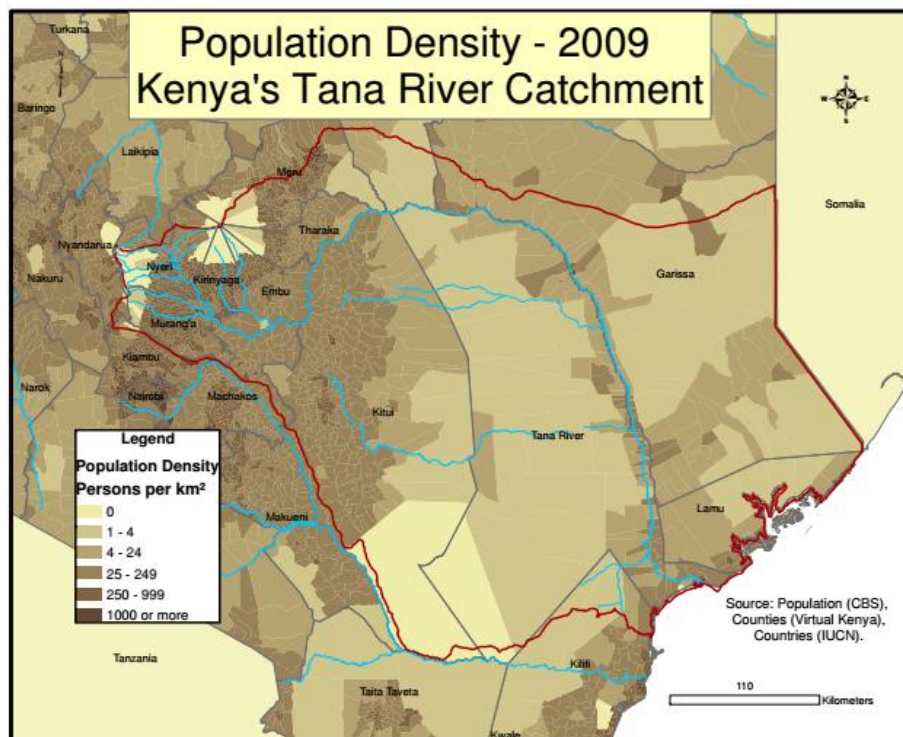 Population Density - 2009
Kenya's Tana River Catchment
Turkana
N
N
W E
S
Baringo
Laikipia
Meru
Somalia
Tharaka
Nyandarua
Nyeri
Garissa
Nakuru
Kirinyaga
Embu
Murang'a
Kiambu
Narok
Nairobi
Machakos
Kitui
Tana River
Legend
Population Density
Persons per km²
0
1 - 4
4 - 24
25 - 249
250 - 999
1000 or more
Makueni
Lamu
Source: Population (CBS),
Counties (Virtual Kenya),
Countries (IUCN).
Tanzania
Kilifi
Taita Taveta
110
Kilometers
Kwale